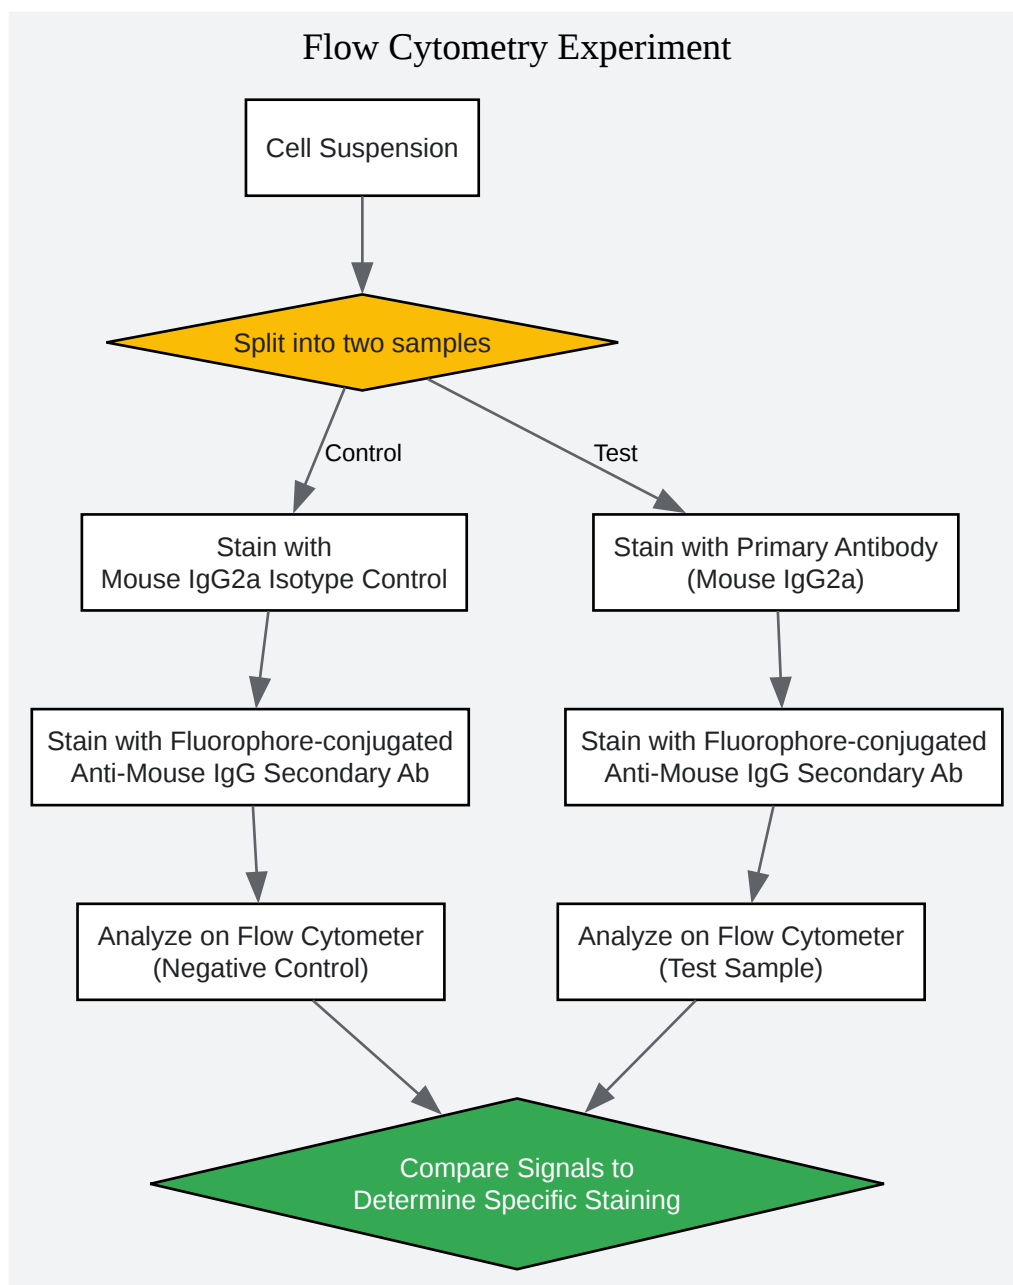 Flow Cytometry Experiment
Cell Suspension
Split into two samples
Control
Test
Stain with
Mouse IgG2a Isotype Control
Stain with Primary Antibody
(Mouse IgG2a)
Stain with Fluorophore-conjugated
Anti-Mouse IgG Secondary Ab
Stain with Fluorophore-conjugated
Anti-Mouse IgG Secondary Ab
Analyze on Flow Cytometer
(Negative Control)
Analyze on Flow Cytometer
(Test Sample)
Compare Signals to
Determine Specific Staining